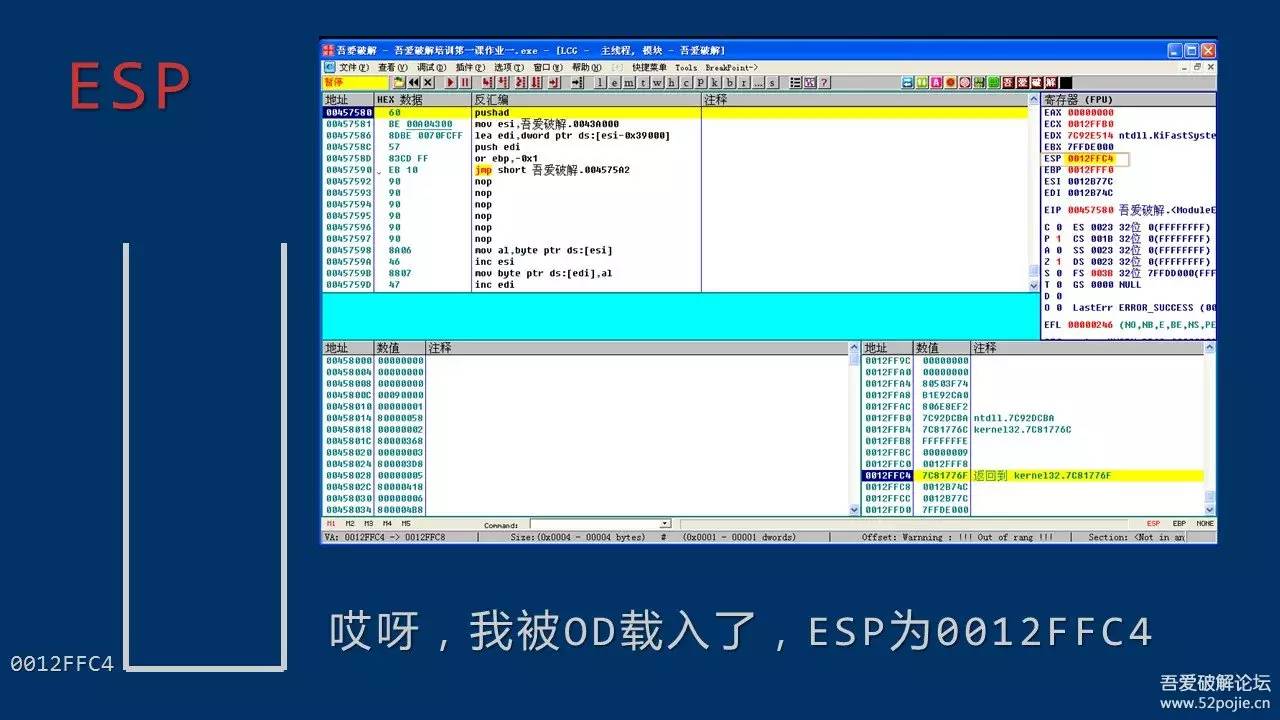 ESP
吾爱破解 - 吾爱破解培训第一课作业一.exe - [LCG - 主线程, 模块 - 吾爱破解]
文件(F) 查看(V) 调试(D) 插件(P) 选项(T) 窗口(W) 帮助(H) [+] 快捷菜单 Tools BreakPoint->
暂停 l e m t w h c p k b r ... s ?
地址 HEX 数据 反汇编 注释
00457580 60 pushad
00457581 BE 00A04300 mov esi,吾爱破解.0043A000
00457586 8DBE 0070FCFF lea edi,dword ptr ds:[esi-0x39000]
0045758C 57 push edi
0045758D 83CD FF or ebp,-0x1
00457590 EB 10 jmp short 吾爱破解.004575A2
00457592 90 nop
00457593 90 nop
00457594 90 nop
00457595 90 nop
00457596 90 nop
00457597 90 nop
00457598 8A06 mov al,byte ptr ds:[esi]
0045759A 46 inc esi
0045759B 8807 mov byte ptr ds:[edi],al
0045759D 47 inc edi
寄存器 (FPU)
EAX 00000000
ECX 0012FFB0
EDX 7C92E514 ntdll.KiFastSyste
EBX 7FFDE000
ESP 0012FFC4
EBP 0012FFF0
ESI 0012B77C
EDI 0012B74C
EIP 00457580 吾爱破解.<ModuleE
C 0 ES 0023 32位 0(FFFFFFFF)
P 1 CS 001B 32位 0(FFFFFFFF)
A 0 SS 0023 32位 0(FFFFFFFF)
Z 1 DS 0023 32位 0(FFFFFFFF)
S 0 FS 003B 32位 7FFDD000(FFF
T 0 GS 0000 NULL
D 0
O 0 LastErr ERROR_SUCCESS (00
EFL 00000246 (NO,NB,E,BE,NS,PE
地址 数值 注释
00458000 00000000
00458004 00000000
00458008 00000000
0045800C 00090000
00458010 00000001
00458014 80000058
00458018 00000002
0045801C 80000368
00458020 00000003
00458024 800003D8
00458028 00000005
0045802C 80000418
00458030 00000006
00458034 800004B8
地址 数值 注释
0012FF9C 00000000
0012FFA0 00000000
0012FFA4 80503F74
0012FFA8 B1E92CA0
0012FFAC 806E8EF2
0012FFB0 7C92DCBA ntdll.7C92DCBA
0012FFB4 7C81776C kernel32.7C81776C
0012FFB8 FFFFFFFE
0012FFBC 00000009
0012FFC0 0012FFF8
0012FFC4 7C81776F 返回到 kernel32.7C81776F
0012FFC8 0012B74C
0012FFCC 0012B77C
0012FFD0 7FFDE000
M1 M2 M3 M4 M5 Command: ESP EBP NONE
VA: 0012FFC4 -> 0012FFC8 Size:(0x0004 - 00004 bytes) # (0x0001 - 00001 dwords) Offset: Warnning : !!! Out of rang !!! Section: <Not in an
0012FFC4
哎呀，我被OD载入了，ESP为0012FFC4
吾爱破解论坛
www.52pojie.cn